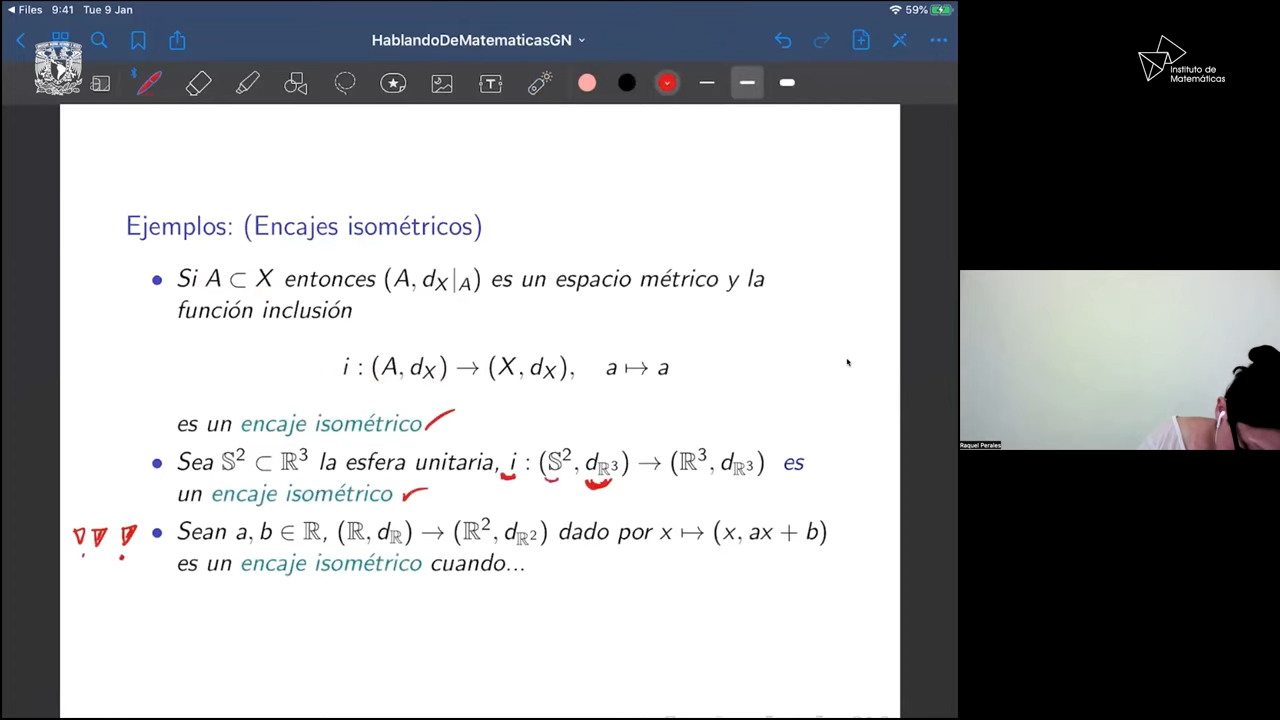 Files 9:41 Tue 9 Jan 59%
HablandoDeMatematicasGN
Instituto de
Matemáticas
Ejemplos: (Encajes isométricos)
• Si A ⊂ X entonces (A, d_X|_A) es un espacio métrico y la
función inclusión
i : (A, d_X) → (X, d_X), a ↦ a
es un encaje isométrico
• Sea 𝕊² ⊂ ℝ³ la esfera unitaria, i : (𝕊², d_ℝ³) → (ℝ³, d_ℝ³) es
un encaje isométrico
• Sean a, b ∈ ℝ, (ℝ, d_ℝ) → (ℝ², d_ℝ²) dado por x ↦ (x, ax + b)
es un encaje isométrico cuando...
Raquel Perales